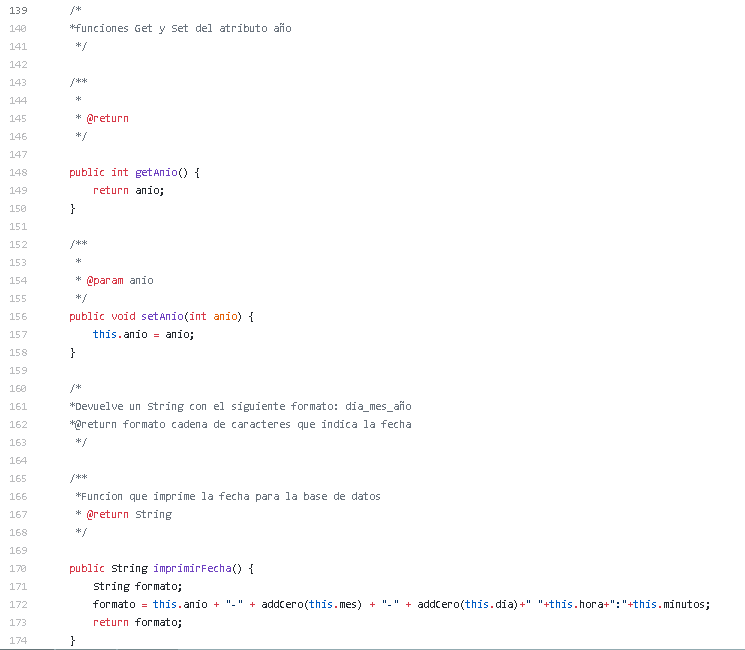 139 /*
140 *funciones Get y Set del atributo año
141 */
142
143 /**
144 *
145 * @return
146 */
147
148 public int getAnio() {
149 return anio;
150 }
151
152 /**
153 *
154 * @param anio
155 */
156 public void setAnio(int anio) {
157 this.anio = anio;
158 }
159
160 /*
161 *Devuelve un String con el siguiente formato: dia_mes_año
162 *@return formato cadena de caracteres que indica la fecha
163 */
164
165 /**
166 *Funcion que imprime la fecha para la base de datos
167 * @return String
168 */
169
170 public String imprimirFecha() {
171 String formato;
172 formato = this.anio + "-" + addCero(this.mes) + "-" + addCero(this.dia)+" "+this.hora+":"+this.minutos;
173 return formato;
174 }